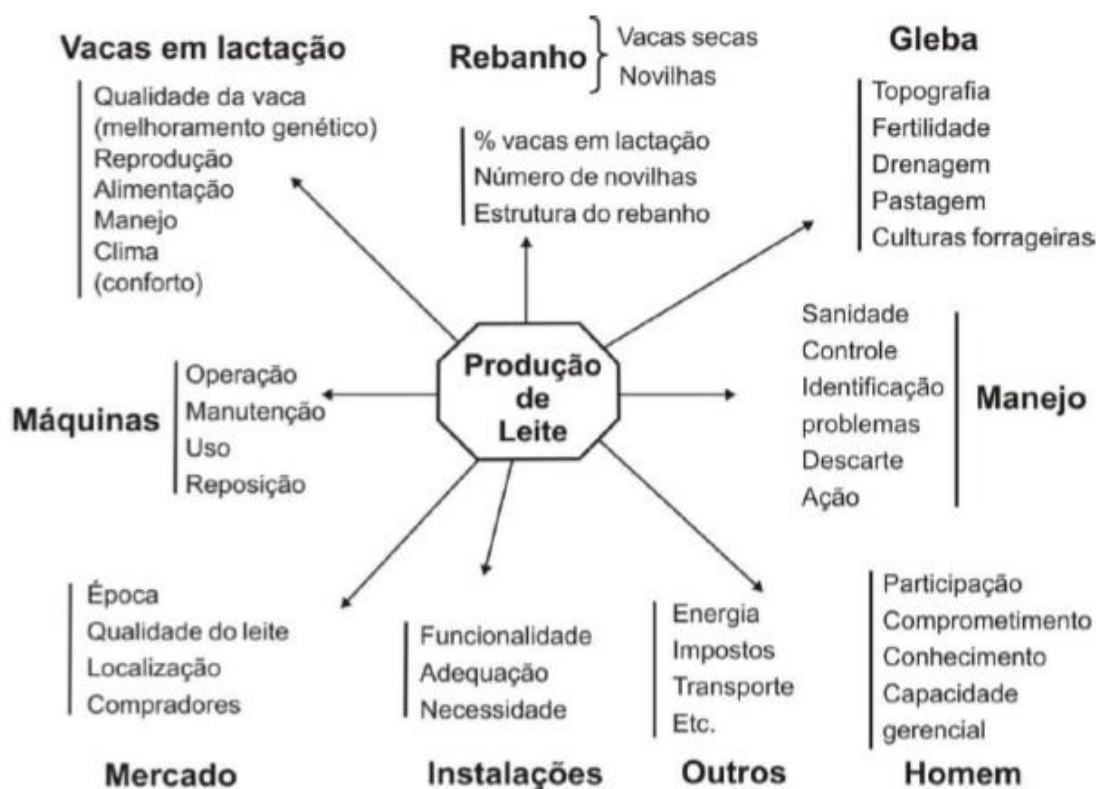 Vacas em lactação
Qualidade da vaca
(melhoramento genético)
Reprodução
Alimentação
Manejo
Clima
(conforto)
Rebanho
Vacas secas
Novilhas
% vacas em lactação
Número de novilhas
Estrutura do rebanho
Gleba
Topografia
Fertilidade
Drenagem
Pastagem
Culturas forrageiras
Máquinas
Operação
Manutenção
Uso
Reposição
Produção
de
Leite
Sanidade
Controle
Identificação
problemas
Descarte
Ação
Manejo
Época
Qualidade do leite
Localização
Compradores
Mercado
Funcionalidade
Adequação
Necessidade
Instalações
Energia
Impostos
Transporte
Etc.
Outros
Participação
Comprometimento
Conhecimento
Capacidade
gerencial
Homem